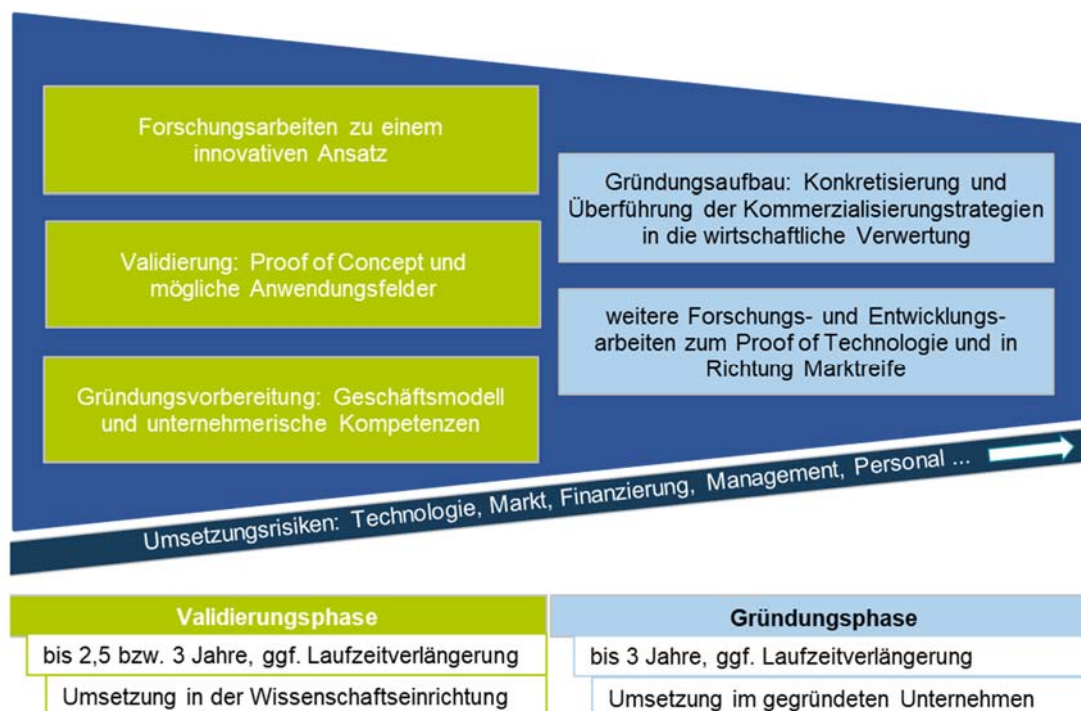 Forschungsarbeiten zu einem
innovativen Ansatz
Validierung: Proof of Concept und
mögliche Anwendungsfelder
Gründungsvorbereitung: Geschäftsmodell
und unternehmerische Kompetenzen
Gründungsaufbau: Konkretisierung und
Überführung der Kommerzialisierungstrategien
in die wirtschaftliche Verwertung
weitere Forschungs- und Entwicklungs-
arbeiten zum Proof of Technologie und in
Richtung Marktreife
Umsetzungsrisiken: Technologie, Markt, Finanzierung, Management, Personal ...
Validierungsphase
bis 2,5 bzw. 3 Jahre, ggf. Laufzeitverlängerung
Umsetzung in der Wissenschaftseinrichtung
Gründungsphase
bis 3 Jahre, ggf. Laufzeitverlängerung
Umsetzung im gegründeten Unternehmen